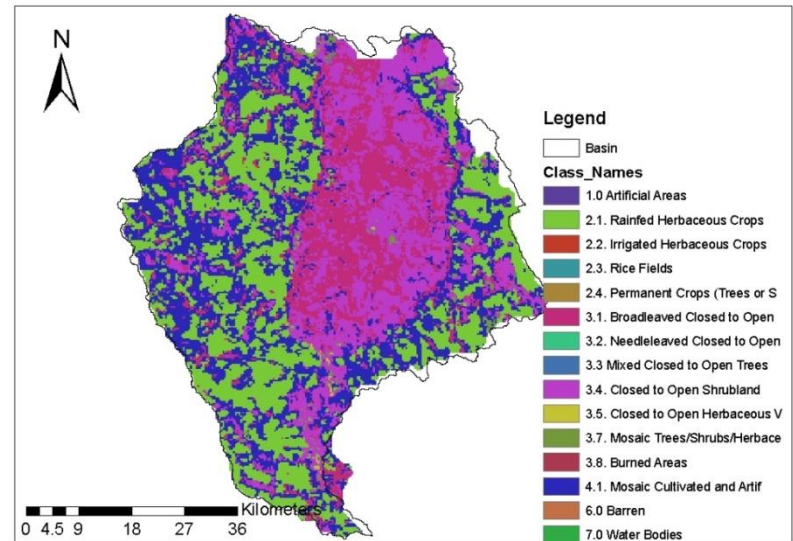 N
Legend
Basin
Class_Names
1.0 Artificial Areas
2.1. Rainfed Herbaceous Crops
2.2. Irrigated Herbaceous Crops
2.3. Rice Fields
2.4. Permanent Crops (Trees or S
3.1. Broadleaved Closed to Open
3.2. Needleleaved Closed to Open
3.3 Mixed Closed to Open Trees
3.4. Closed to Open Shrubland
3.5. Closed to Open Herbaceous V
3.7. Mosaic Trees/Shrubs/Herbace
3.8. Burned Areas
4.1. Mosaic Cultivated and Artif
6.0 Barren
7.0 Water Bodies
Kilometers
0 4.5 9 18 27 36